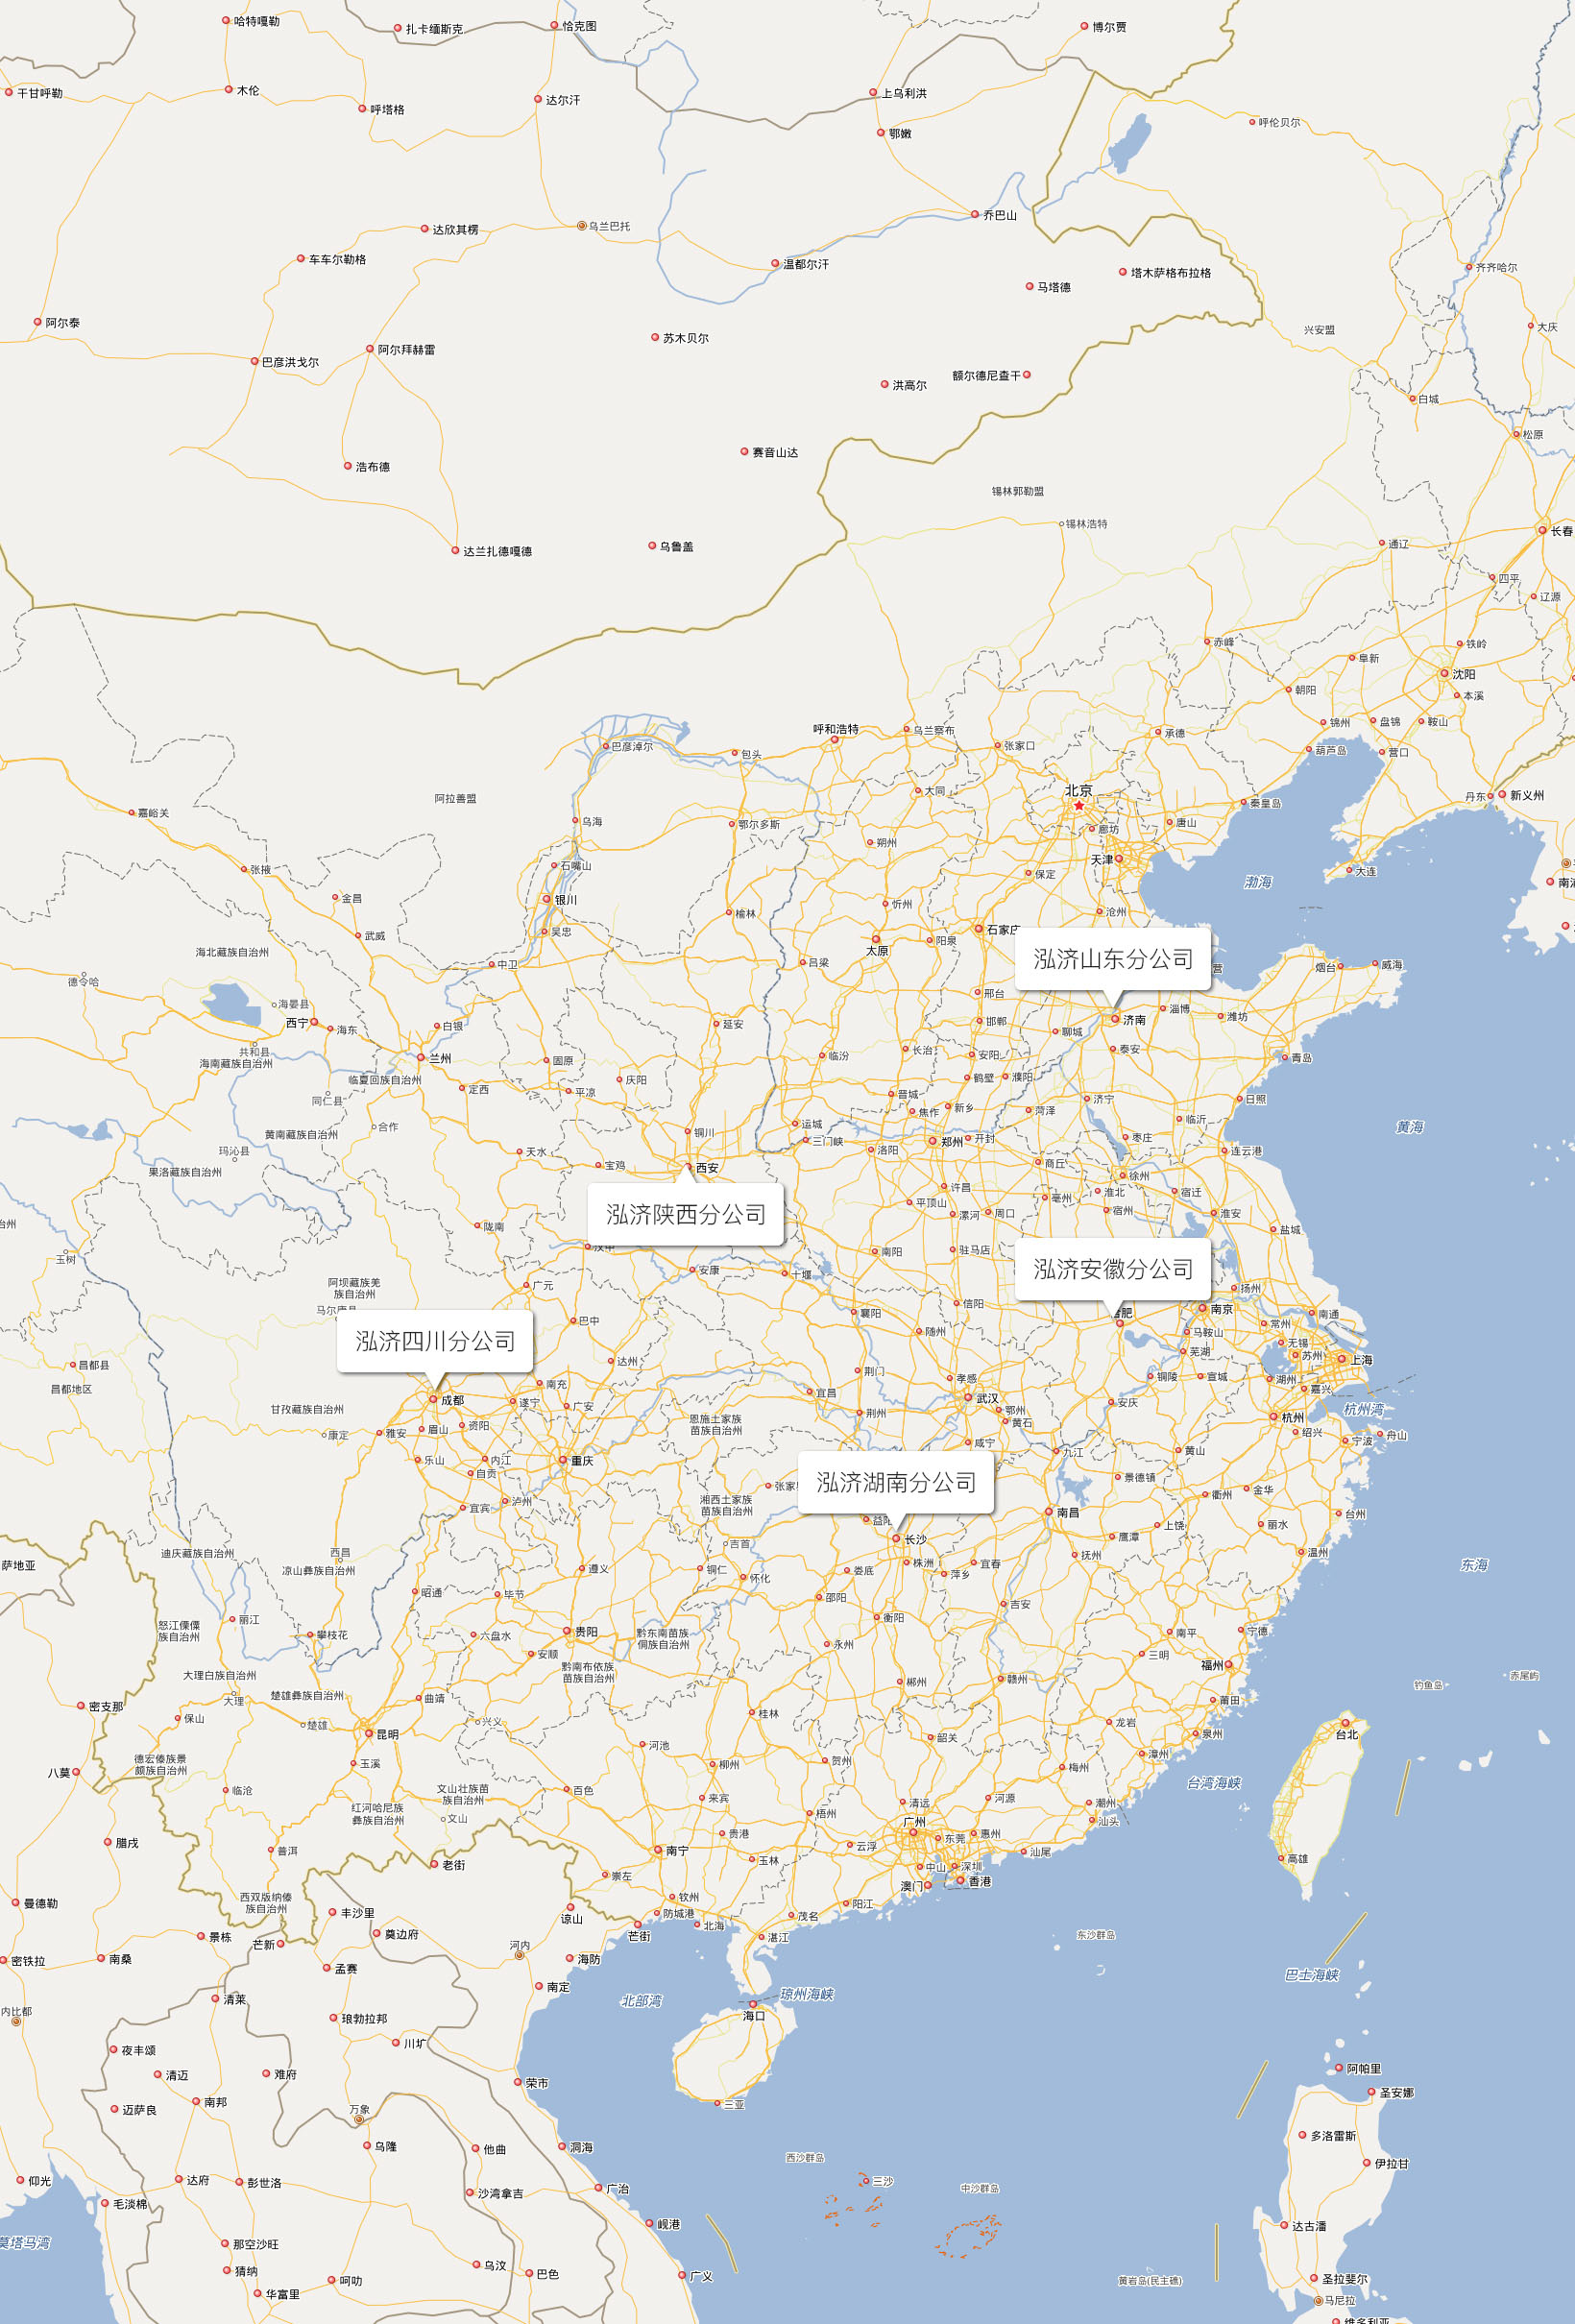 哈特嘎勒
扎卡缅斯克
恰克图
博尔贾
干甘呼勒
木伦
呼塔格
达尔汗
上乌利洪
鄂嫩
呼伦贝尔
达欣其楞
乌兰巴托
乔巴山
车车尔勒格
温都尔汗
马塔德
塔木萨格布拉格
齐齐哈尔
阿尔泰
巴彦洪戈尔
阿尔拜赫雷
苏木贝尔
兴安盟
大庆
洪高尔
额尔德尼查干
白城
松原
浩布德
赛音山达
锡林郭勒盟
锡林浩特
达兰扎德嘎德
乌鲁盖
通辽
长春
四平
辽源
赤峰
阜新
铁岭
沈阳
朝阳
本溪
锦州
盘锦
鞍山
呼和浩特
乌兰察布
巴彦淖尔
包头
张家口
承德
葫芦岛
营口
北京
丹东
新义州
阿拉善盟
嘉峪关
乌海
鄂尔多斯
大同
秦皇岛
廊坊
唐山
朔州
天津
张掖
石嘴山
保定
大连
渤海
金昌
银川
榆林
忻州
沧州
武威
吴忠
太原
阳泉
石家庄
海北藏族自治州
中卫
吕梁
泓济山东分公司
营
烟台
威海
德令哈
海晏县
西宁
海东
白银
延安
邢台
邯郸
聊城
济南
淄博
潍坊
共和县
海南藏族自治州
兰州
固原
临汾
长治
安阳
泰安
青岛
临夏回族自治州
定西
平凉
庆阳
鹤壁
濮阳
同仁县
晋城
焦作
新乡
菏泽
济宁
日照
黄南藏族自治州
合作
铜川
运城
三门峡
洛阳
郑州
开封
临沂
枣庄
黄海
玛沁县
天水
宝鸡
西安
商丘
连云港
果洛藏族自治州
徐州
泓济陕西分公司
许昌
平顶山
漯河
周口
亳州
淮北
宿迁
宿州
淮安
盐城
陇南
玉树
南阳
驻马店
泓济安徽分公司
安康
十堰
广元
阿坝藏族羌
族自治州
扬州
襄阳
信阳
肥
南京
南通
泓济四川分公司
巴中
随州
马鞍山
常州
无锡
芜湖
苏州
上海
昌都县
昌都地区
达州
荆门
孝感
铜陵
宣城
湖州
嘉兴
成都
南充
遂宁
广安
宜昌
武汉
鄂州
黄石
安庆
杭州
杭州湾
甘孜藏族自治州
康定
雅安
眉山
资阳
荆州
恩施土家族
苗族自治州
绍兴
宁波
舟山
乐山
内江
自贡
重庆
咸宁
九江
黄山
泓济湖南分公司
景德镇
衢州
金华
宜宾
泸州
湘西土家族
苗族自治州
益阳
南昌
上饶
丽水
台州
长沙
鹰潭
萨地亚
迪庆藏族自治州
西昌
凉山彝族自治州
吉首
株洲
萍乡
宜春
抚州
温州
东海
遵义
铜仁
怀化
娄底
昭通
毕节
邵阳
衡阳
吉安
怒江傈僳
族自治州
丽江
攀枝花
六盘水
贵阳
黔东南苗族
侗族自治州
永州
南平
宁德
安顺
黔南布依族
苗族自治州
三明
福州
大理白族自治州
大理
楚雄彝族自治州
楚雄
曲靖
郴州
赣州
钓鱼岛
赤尾屿
密支那
保山
昆明
兴义
桂林
龙岩
莆田
泉州
台北
德宏傣族景
颇族自治州
玉溪
河池
柳州
贺州
韶关
漳州
梅州
八莫
临沧
文山壮族苗
族自治州
文山
百色
来宾
清远
河源
潮州
汕头
台湾海峡
红河哈尼族
彝族自治州
梧州
广州
腊戌
普洱
老街
南宁
贵港
玉林
云浮
东莞
惠州
汕尾
高雄
崇左
中山
深圳
澳门
香港
曼德勒
西双版纳傣
族自治州
丰沙里
谅山
钦州
防城港
北海
芒街
茂名
阳江
湛江
景栋
芒新
莫边府
河内
东沙群岛
密铁拉
南桑
孟赛
海防
南定
北部湾
琼州海峡
海口
巴士海峡
内比都
清莱
琅勃拉邦
川圹
夜丰颂
清迈
难府
荣市
阿帕里
圣安娜
迈萨良
南邦
万象
三亚
乌隆
他曲
洞海
多洛雷斯
伊拉甘
西沙群岛
三沙
中沙群岛
仰光
达府
彭世洛
沙湾拿吉
广治
毛淡棉
岘港
达古潘
莫塔马湾
那空沙旺
猜纳
呵叻
乌汶
巴色
广义
华富里
黄岩岛(民主礁)
圣拉斐尔
马尼拉